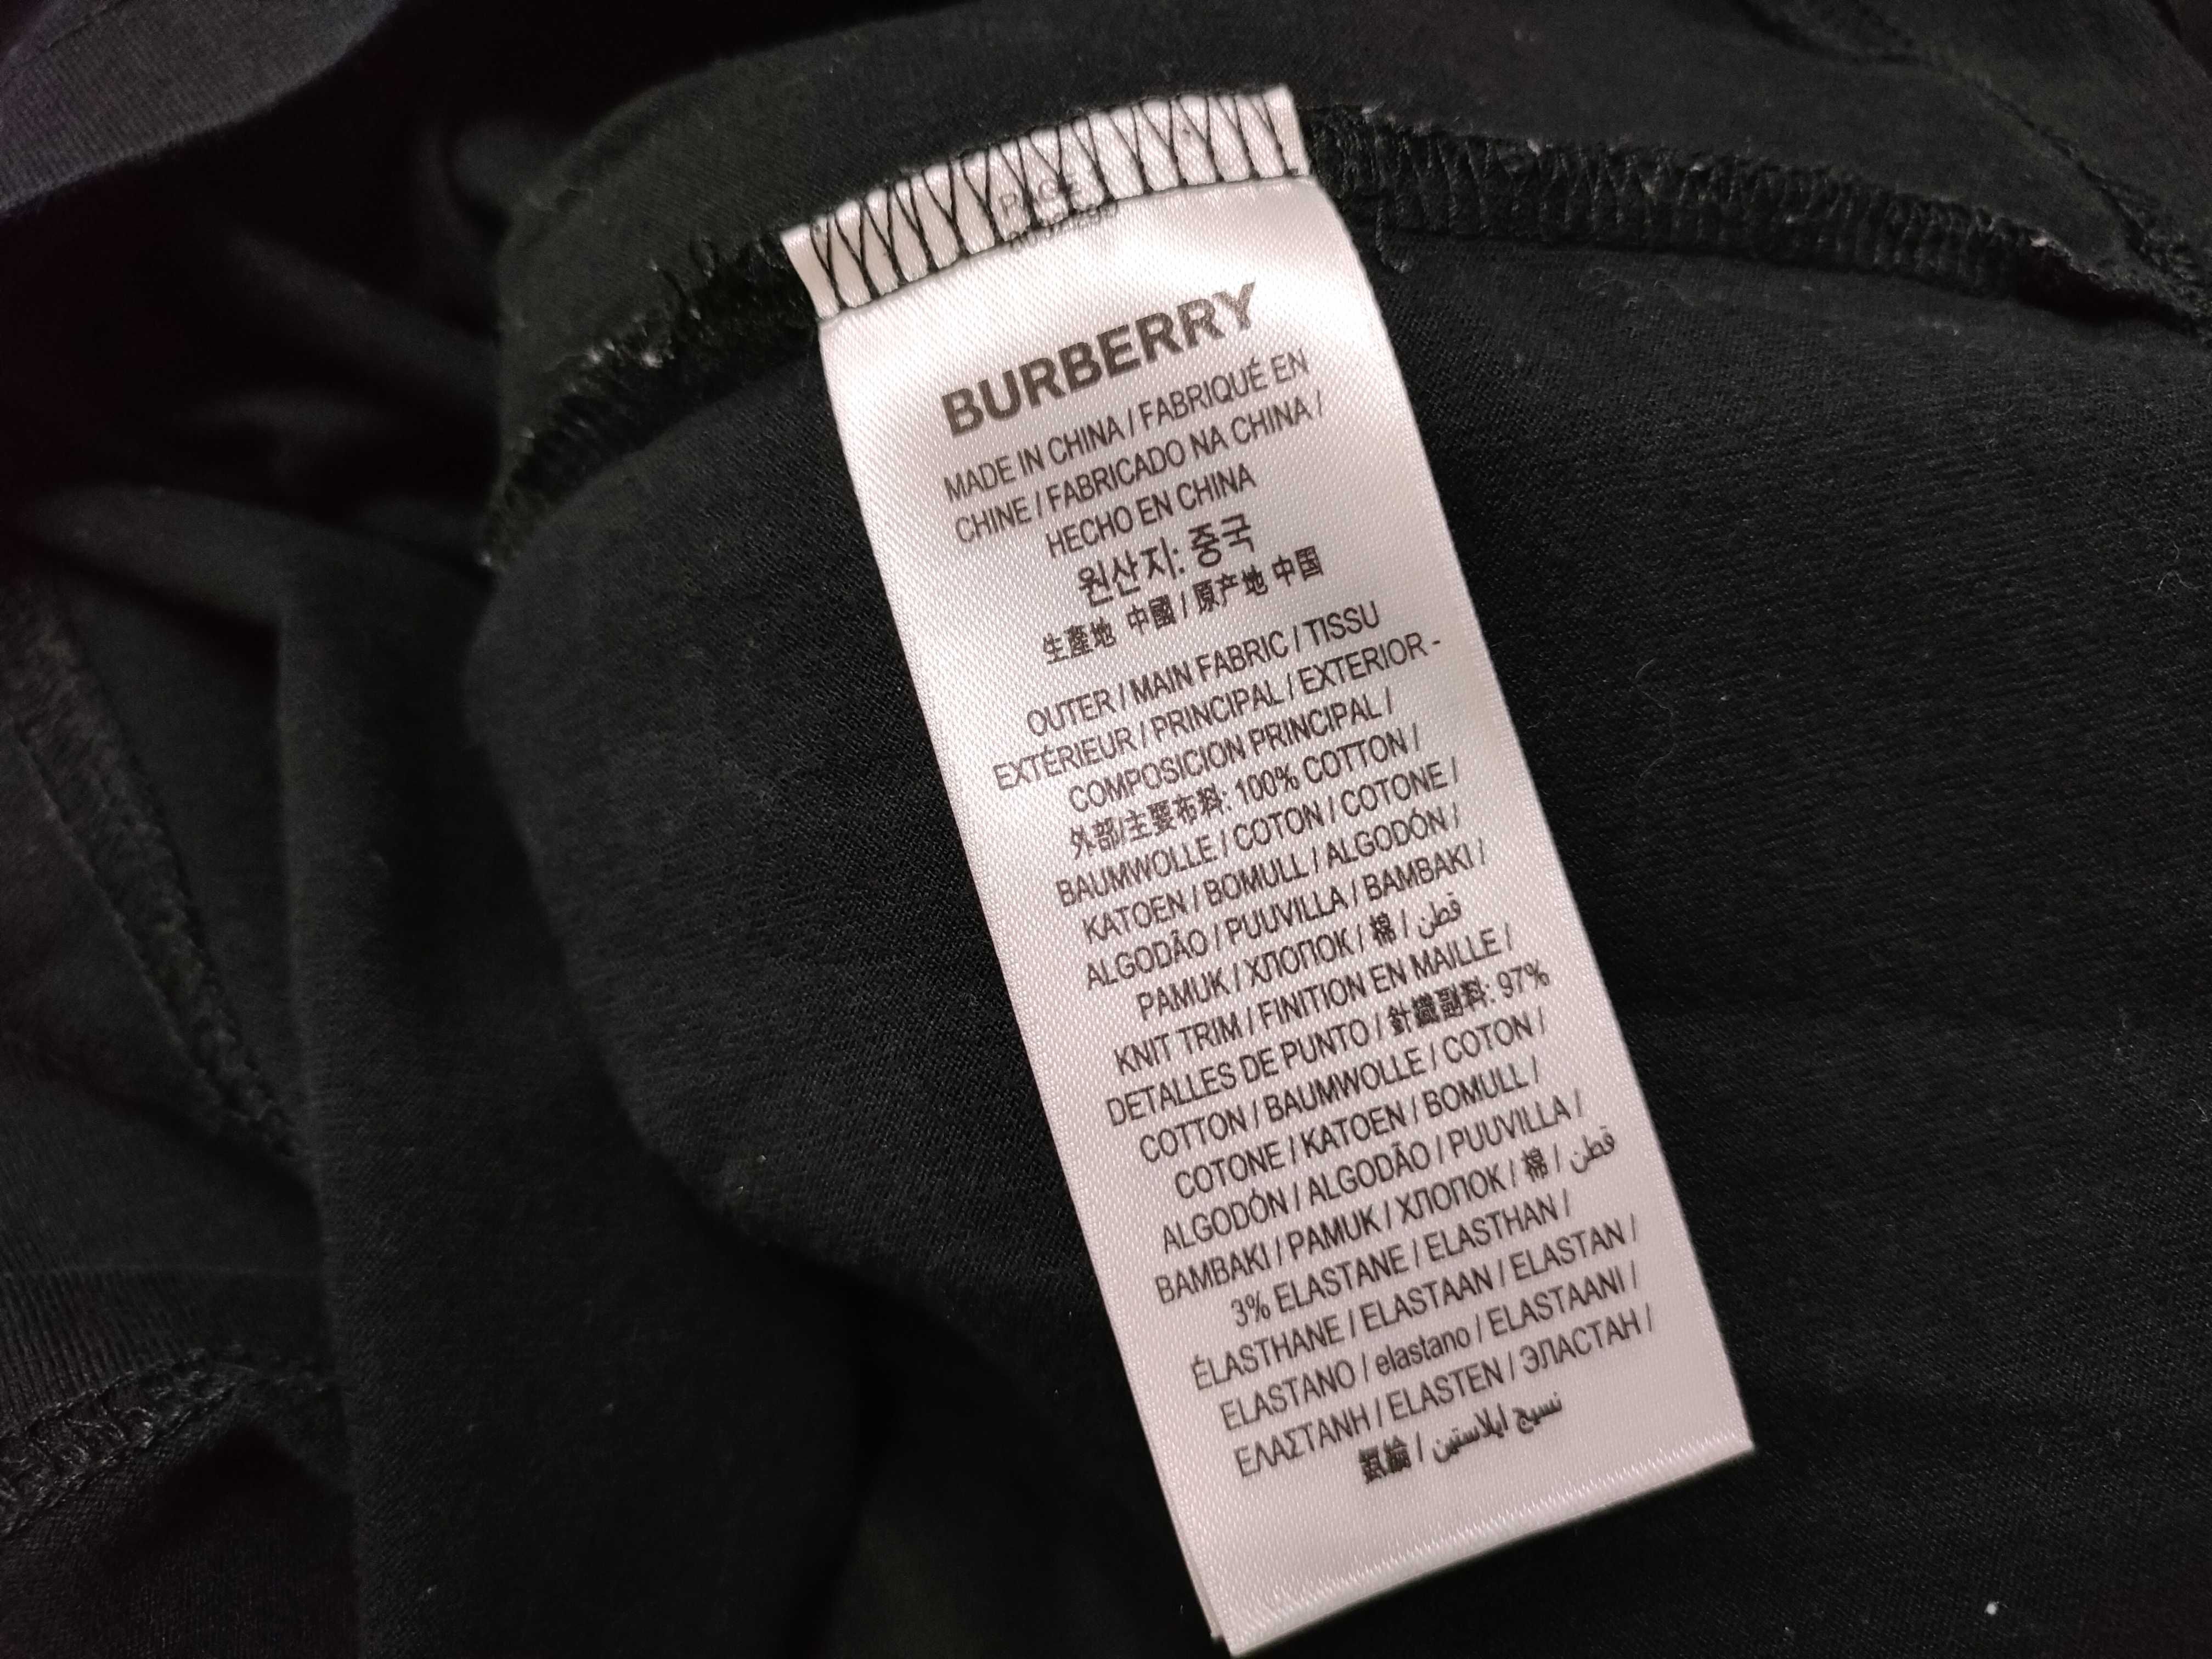 BURBERRY
MADE IN CHINA / FABRIQUÉ EN
CHINE / FABRICADO NA CHINA /
HECHO EN CHINA
원산지: 중국
生產地 中國 / 原产地 中国
OUTER / MAIN FABRIC / TISSU
EXTÉRIEUR / PRINCIPAL / EXTERIOR -
COMPOSICION PRINCIPAL /
外部/主要布料: 100% COTTON /
BAUMWOLLE / COTON / COTONE /
KATOEN / BOMULL / ALGODÓN /
ALGODÃO / PUUVILLA / BAMBAKI /
PAMUK / ХЛОПОК / 棉 / قطن
KNIT TRIM / FINITION EN MAILLE /
DETALLES DE PUNTO / 針織副料: 97%
COTTON / BAUMWOLLE / COTON /
COTONE / KATOEN / BOMULL /
ALGODÓN / ALGODÃO / PUUVILLA /
BAMBAKI / PAMUK / ХЛОПОК / 棉 / قطن
3% ELASTANE / ELASTHAN /
ÉLASTHANE / ELASTAAN / ELASTAN /
ELASTANO / elastano / ELASTAANI /
ΕΛΑΣΤΑΝΗ / ELASTEN / ЭЛАСТАН /
氨綸 / نسيج ايلاستين